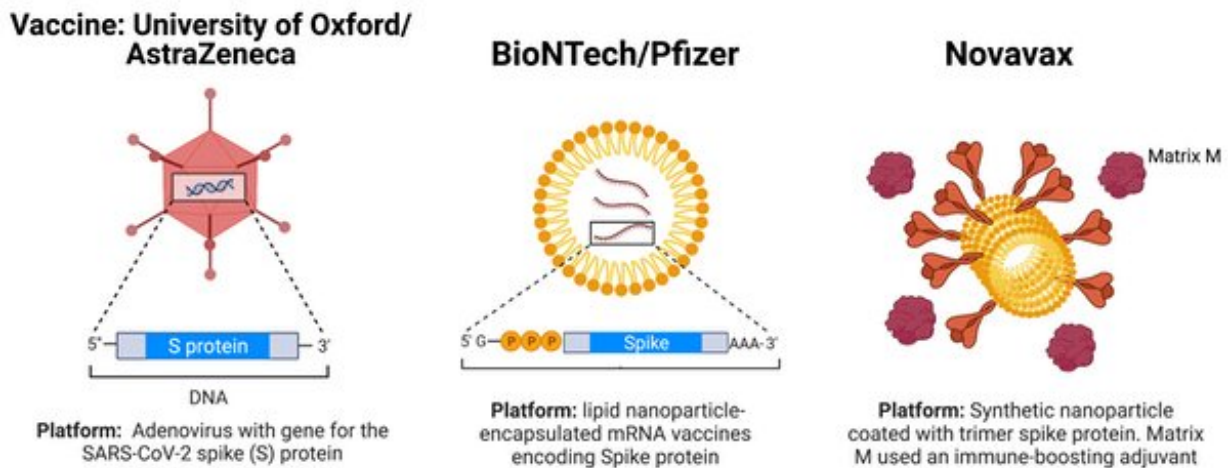 Vaccine: University of Oxford/
AstraZeneca
5'
S protein
3'
DNA
Platform: Adenovirus with gene for the
SARS-CoV-2 spike (S) protein
BioNTech/Pfizer
5' G
P P P
Spike
AAA-3'
Platform: lipid nanoparticle-
encapsulated mRNA vaccines
encoding Spike protein
Novavax
Matrix M
Platform: Synthetic nanoparticle
coated with trimer spike protein. Matrix
M used an immune-boosting adjuvant